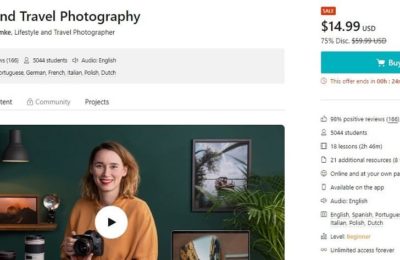 nd Travel Photography
mke, Lifestyle and Travel Photographer
ws (166) 5044 students Audio: English
Portuguese, German, French, Italian, Polish, Dutch
ntent Community Projects
SALE
$14.99 USD
75% Disc. $59.99 USD
Buy
This offer ends in 00h : 24
98% positive reviews (166)
5044 students
18 lessons (2h 46m)
21 additional resources (8
Online and at your own pa
Available on the app
Audio: English
English, Spanish, Portugue
Italian, Polish, Dutch
Level: Beginner
Unlimited access forever